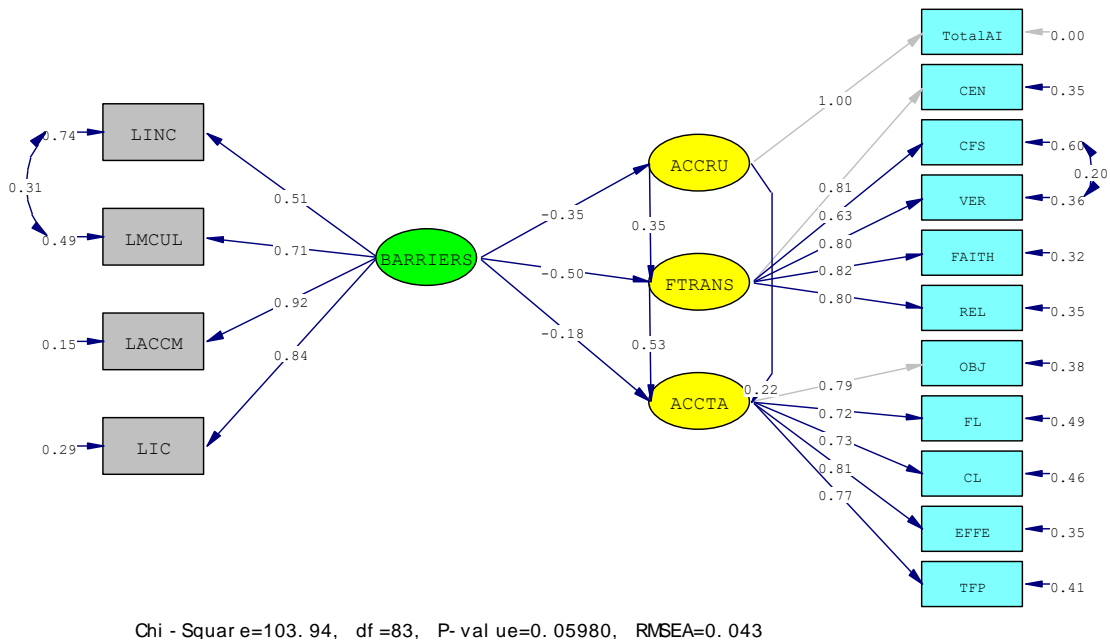 TotalAI
0.00
1.00
CEN
0.35
0.74
LINC
CFS
0.60
ACCRU
0.20
0.31
0.51
0.81
0.63
VER
0.36
-0.35
0.35
0.80
0.49
LMCUL
0.71
BARRIERS
FAITH
0.32
-0.50
FTRANS
0.82
0.80
0.92
REL
0.35
-0.18
0.53
0.15
LACCM
0.84
OBJ
0.38
0.79
0.22
ACCTA
0.72
FL
0.49
0.73
0.29
LIC
0.81
CL
0.46
0.77
EFFE
0.35
TFP
0.41
Chi-Square=103.94, df=83, P-value=0.05980, RMSEA=0.043